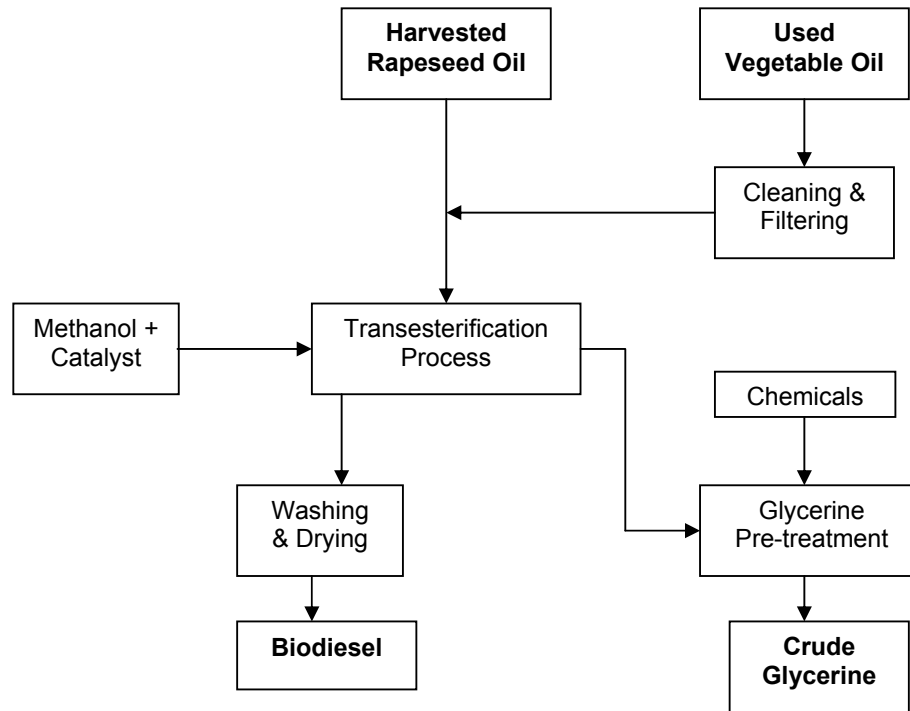 Harvested
Rapeseed Oil
Used
Vegetable Oil
Cleaning &
Filtering
Methanol +
Catalyst
Transesterification
Process
Chemicals
Washing
& Drying
Glycerine
Pre-treatment
Biodiesel
Crude
Glycerine